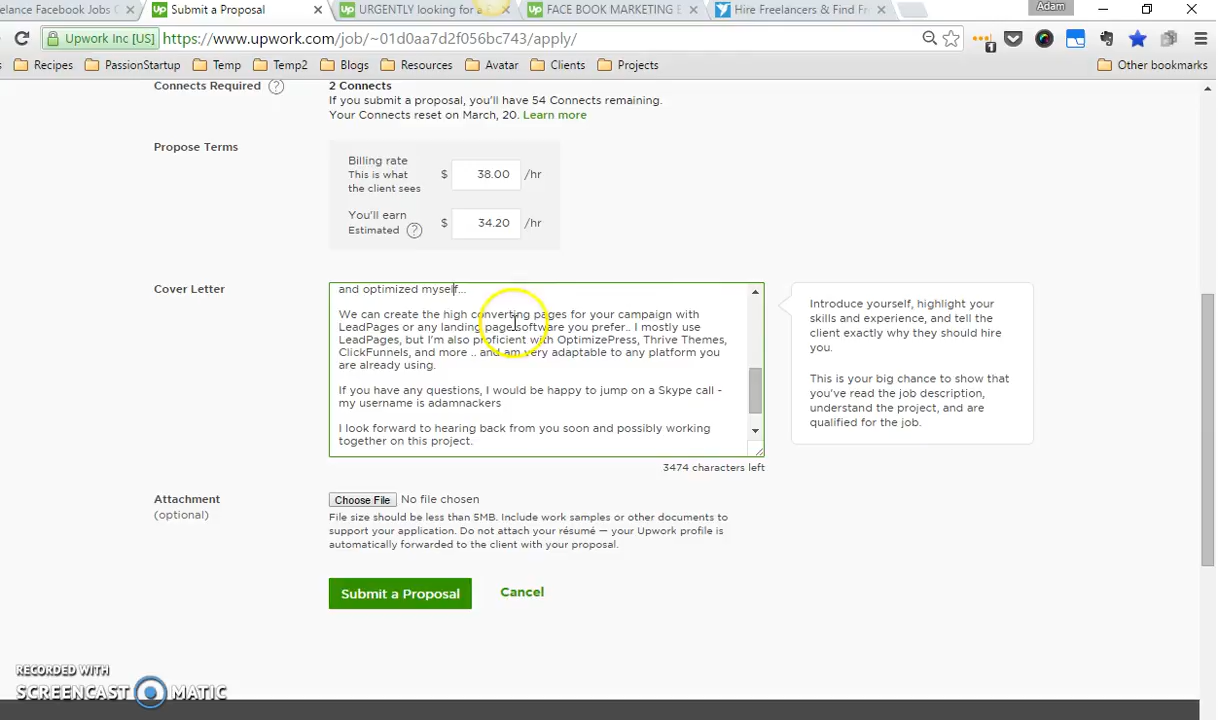 elance Facebook Jobs O
Submit a Proposal
URGENTLY looking for a
FACE BOOK MARKETING E
Hire Freelancers & Find Fr
Adam
Upwork Inc [US]
https://www.upwork.com/job/~01d0aa7d2f056bc743/apply/
1
Recipes
PassionStartup
Temp
Temp2
Blogs
Resources
Avatar
Clients
Projects
Other bookmarks
Connects Required ?
2 Connects
If you submit a proposal, you'll have 54 Connects remaining.
Your Connects reset on March, 20. Learn more
Propose Terms
Billing rate
This is what
the client sees
$ 38.00 /hr
You'll earn
Estimated ?
$ 34.20 /hr
Cover Letter
and optimized myself...
We can create the high converting pages for your campaign with
LeadPages or any landing page software you prefer.. I mostly use
LeadPages, but I'm also proficient with OptimizePress, Thrive Themes,
ClickFunnels, and more .. and am very adaptable to any platform you
are already using.
If you have any questions, I would be happy to jump on a Skype call -
my username is adamnackers
I look forward to hearing back from you soon and possibly working
together on this project.
3474 characters left
Introduce yourself, highlight your
skills and experience, and tell the
client exactly why they should hire
you.
This is your big chance to show that
you've read the job description,
understand the project, and are
qualified for the job.
Attachment
(optional)
Choose File No file chosen
File size should be less than 5MB. Include work samples or other documents to
support your application. Do not attach your résumé — your Upwork profile is
automatically forwarded to the client with your proposal.
Submit a Proposal
Cancel
RECORDED WITH
SCREENCAST MATIC